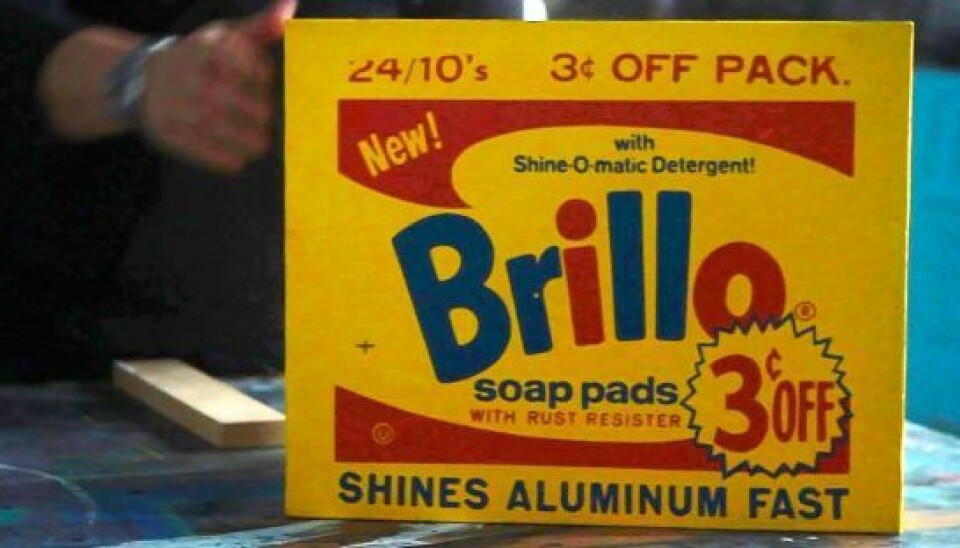 24/10's 3¢ OFF PACK.
New!
with
Shine-O-matic Detergent!
Brillo®
soap pads
WITH RUST RESISTER
3¢ OFF
U
SHINES ALUMINUM FAST